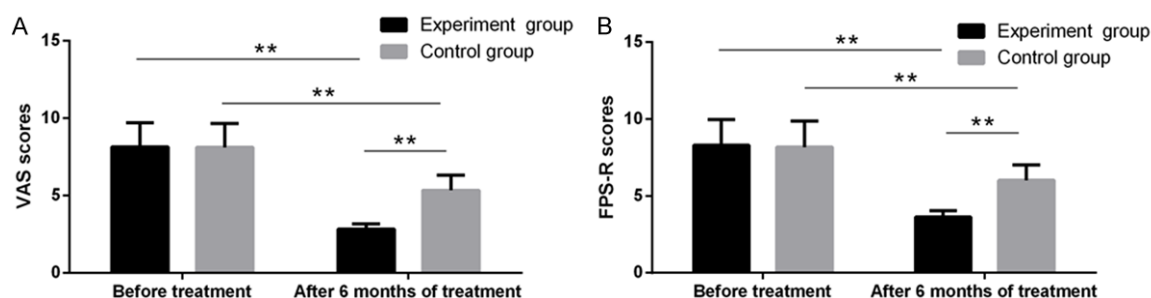 A
Experiment group
Control group
VAS scores
15
10
5
0
**
**
**
Before treatment
After 6 months of treatment
B
Experiment group
Control group
FPS-R scores
15
10
5
0
**
**
**
Before treatment
After 6 months of treatment